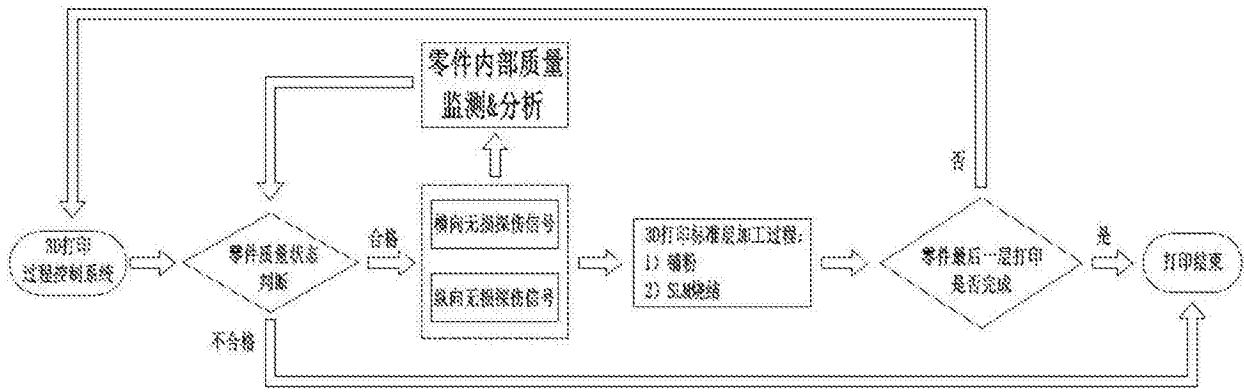 零件内部质量
监测&分析
否
3D打印
过程控制系统
零件质量状态
判断
合格
横向无损探伤信号
纵向无损探伤信号
3D打印标准层加工过程:
1) 铺粉
2) SLM烧结
零件最后一层打印
是否完成
是
打印结束
不合格